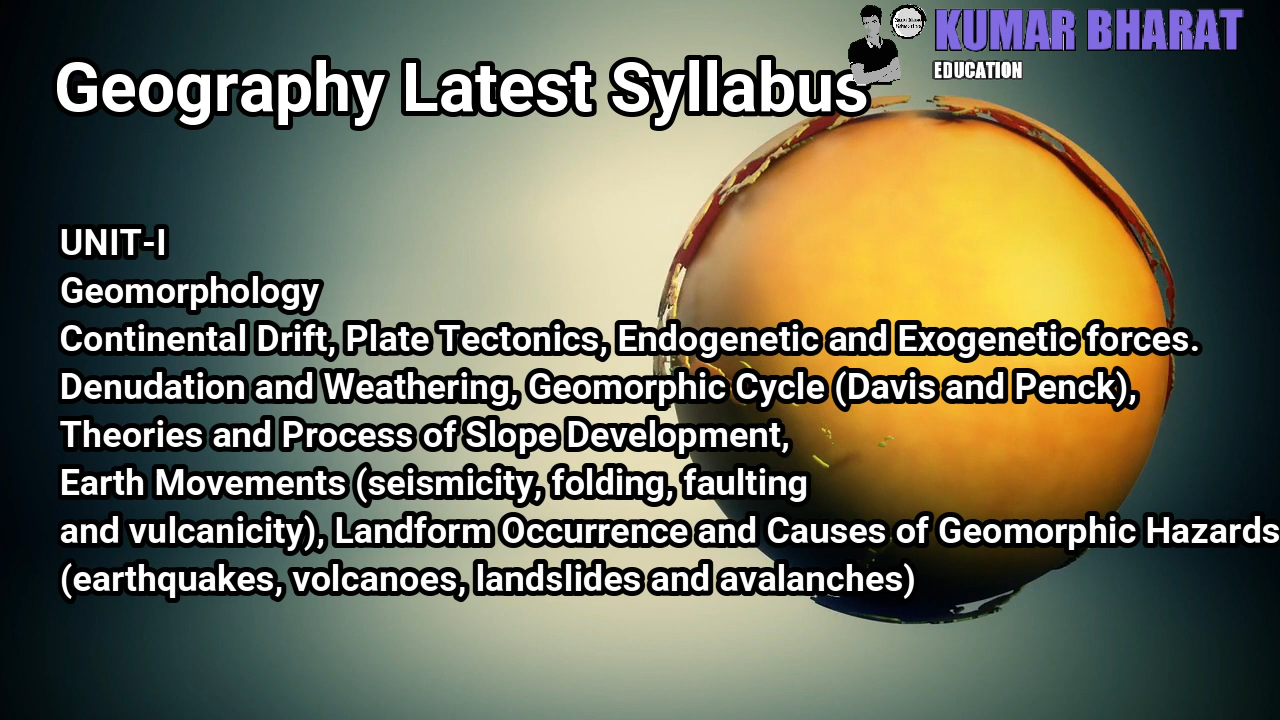 KUMAR BHARAT
EDUCATION
Geography Latest Syllabus
UNIT-I
Geomorphology
Continental Drift, Plate Tectonics, Endogenetic and Exogenetic forces.
Denudation and Weathering, Geomorphic Cycle (Davis and Penck),
Theories and Process of Slope Development,
Earth Movements (seismicity, folding, faulting
and vulcanicity), Landform Occurrence and Causes of Geomorphic Hazards
(earthquakes, volcanoes, landslides and avalanches)